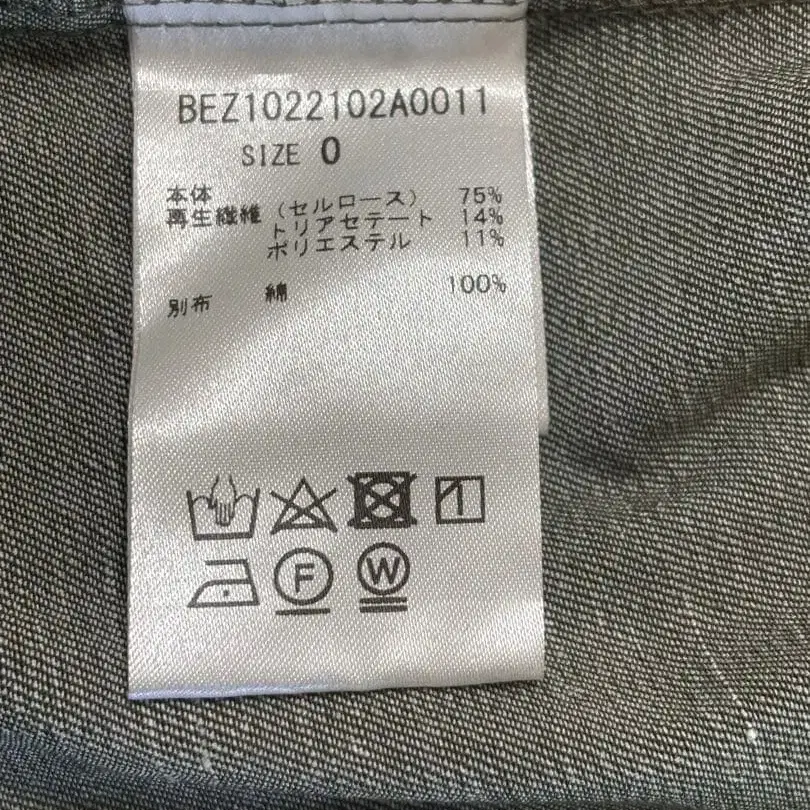 BEZ1022102A0011
SIZE 0
本体
再生繊維 (セルロース) 75%
トリアセテート 14%
ポリエステル 11%
別布 綿 100%
F W